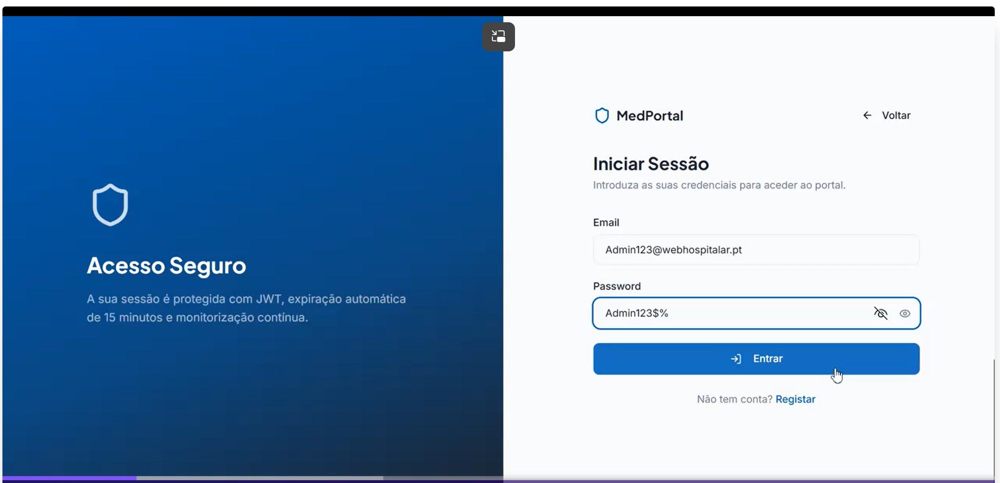 MedPortal
Voltar
Iniciar Sessão
Introduza as suas credenciais para aceder ao portal.
Email
Admin123@webhospitalar.pt
Password
Admin123$%
Entrar
Não tem conta? Registar
Acesso Seguro
A sua sessão é protegida com JWT, expiração automática
de 15 minutos e monitorização contínua.